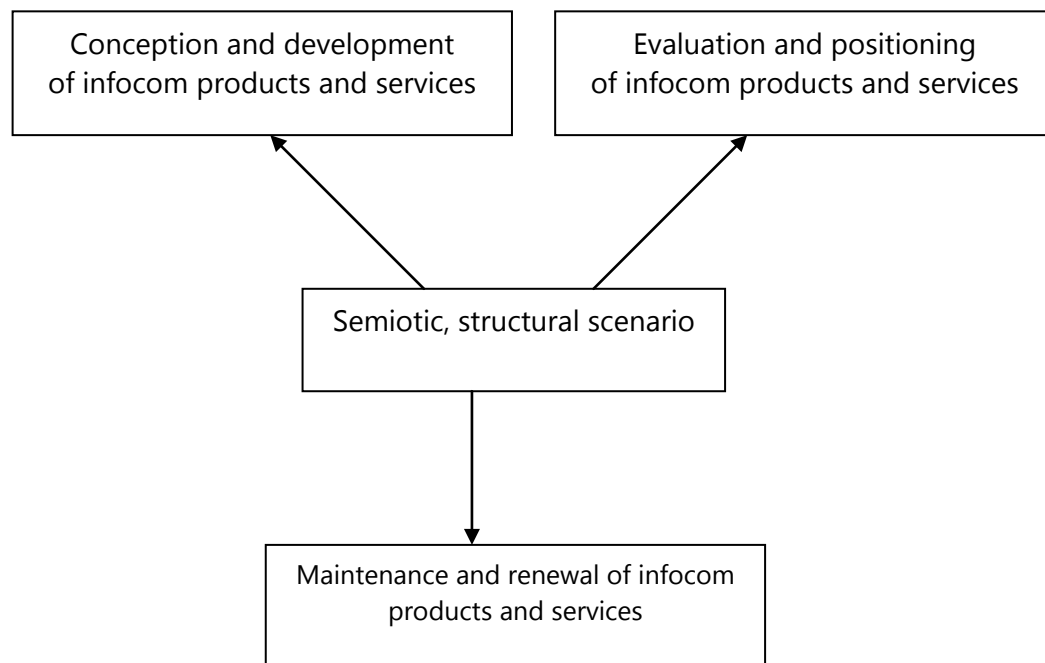 Conception and development
of infocom products and services
Evaluation and positioning
of infocom products and services
Semiotic, structural scenario
Maintenance and renewal of infocom
products and services